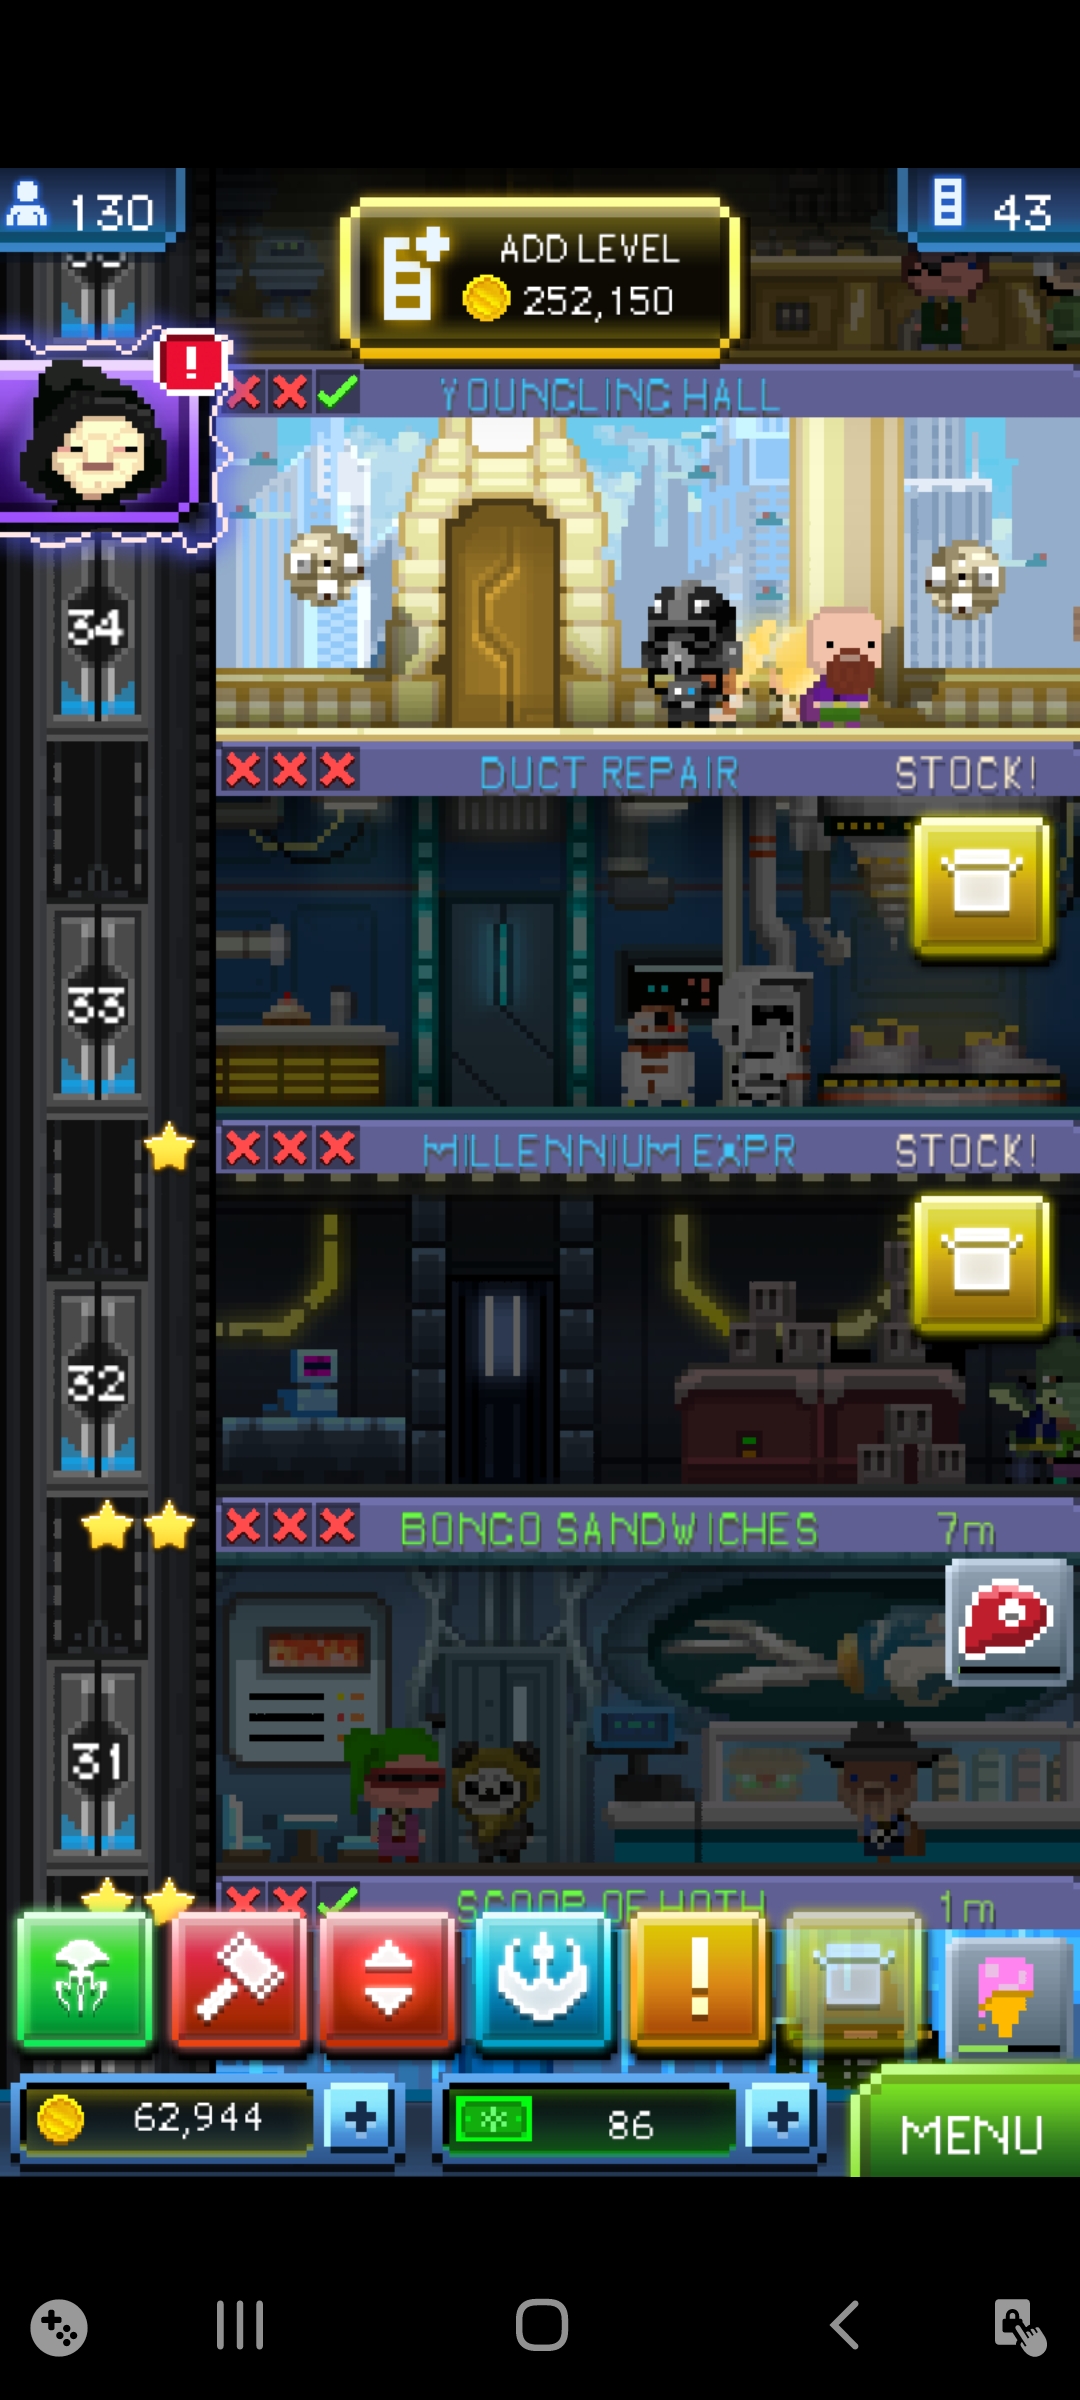 130
43
ADD LEVEL
252,150
!
YOUNGLING HALL
34
DUCT REPAIR STOCK!
33
MILLENNIUM EXPR STOCK!
32
BONGO SANDWICHES 7m
31
SCOOP OF HOTH 1m
!
62,944
86
MENU